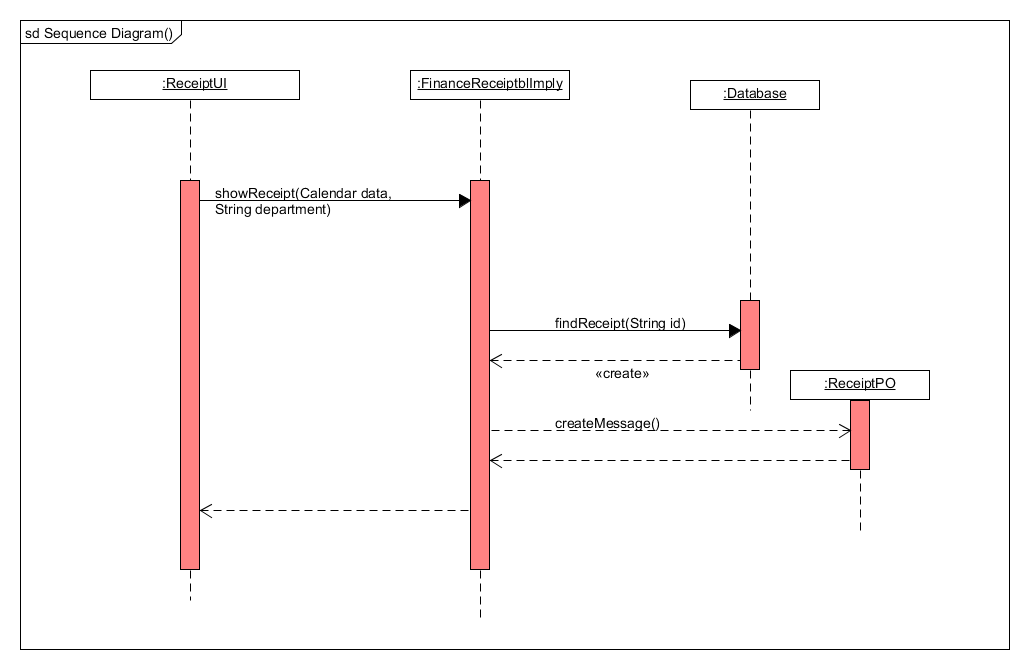 sd Sequence Diagram()
:ReceiptUI
:FinanceReceiptblImply
:Database
showReceipt(Calendar data,
String department)
findReceipt(String id)
«create»
:ReceiptPO
createMessage()